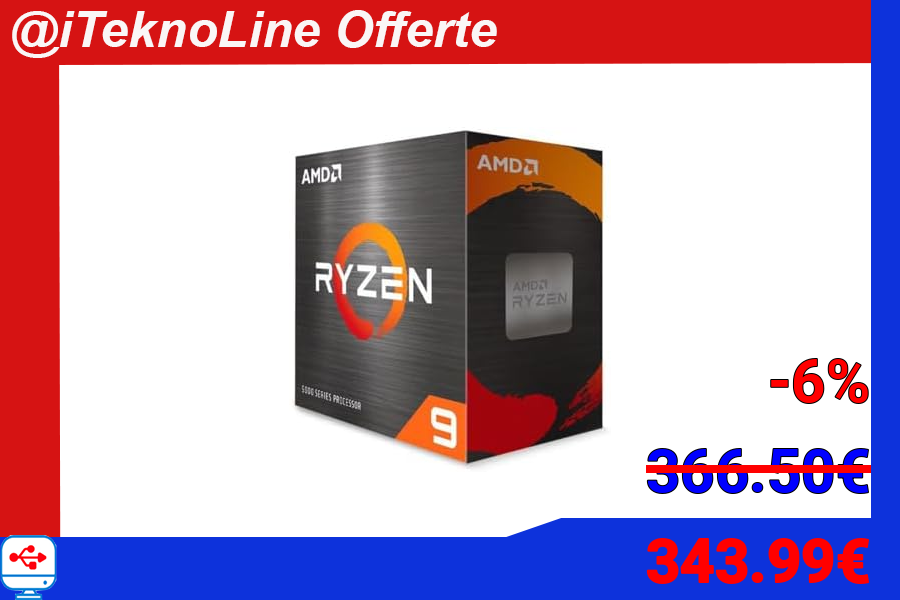 @iTeknoLine Offerte
AMD
RYZEN
5000 SERIES PROCESSOR
9
AMD
AMD
RYZEN
-6%
366.50€
343.99€